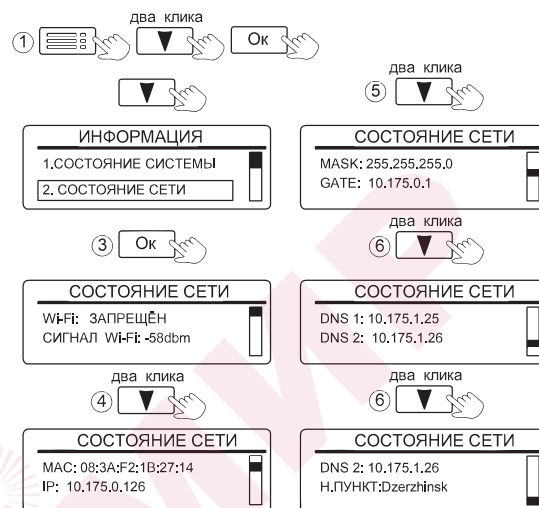 два клика
① ▼ Ок
▼
ИНФОРМАЦИЯ
1.СОСТОЯНИЕ СИСТЕМЫ
2. СОСТОЯНИЕ СЕТИ
③ Ок
СОСТОЯНИЕ СЕТИ
Wi-Fi: ЗАПРЕЩЁН
СИГНАЛ Wi-Fi: -58dbm
два клика
④ ▼
СОСТОЯНИЕ СЕТИ
MAC: 08:3A:F2:1B:27:14
IP: 10.175.0.126
два клика
⑤ ▼
СОСТОЯНИЕ СЕТИ
MASK: 255.255.255.0
GATE: 10.175.0.1
два клика
⑥ ▼
СОСТОЯНИЕ СЕТИ
DNS 1: 10.175.1.25
DNS 2: 10.175.1.26
два клика
⑥ ▼
СОСТОЯНИЕ СЕТИ
DNS 2: 10.175.1.26
Н.ПУНКТ:Dzerzhinsk